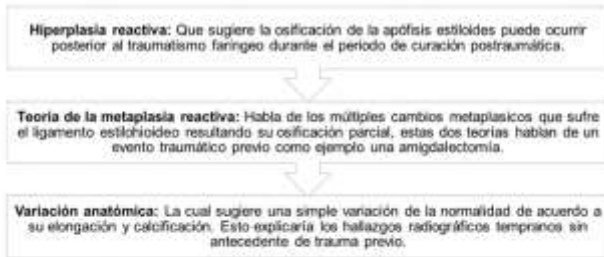 Hiperplasia reactiva: Que sugiere la osificación de la apófisis estiloides puede ocurrir
posterior al traumatismo faríngeo durante el periodo de curación postraumática.
Teoría de la metaplasia reactiva: Habla de los múltiples cambios metaplasicos que sufre
el ligamento estilohioideo resultando su osificación parcial, estas dos teorías hablan de un
evento traumático previo como ejemplo una amigdalectomía.
Variación anatómica: La cual sugiere una simple variación de la normalidad de acuerdo a
su elongación y calcificación. Esto explicaría los hallazgos radiográficos tempranos sin
antecedente de trauma previo.